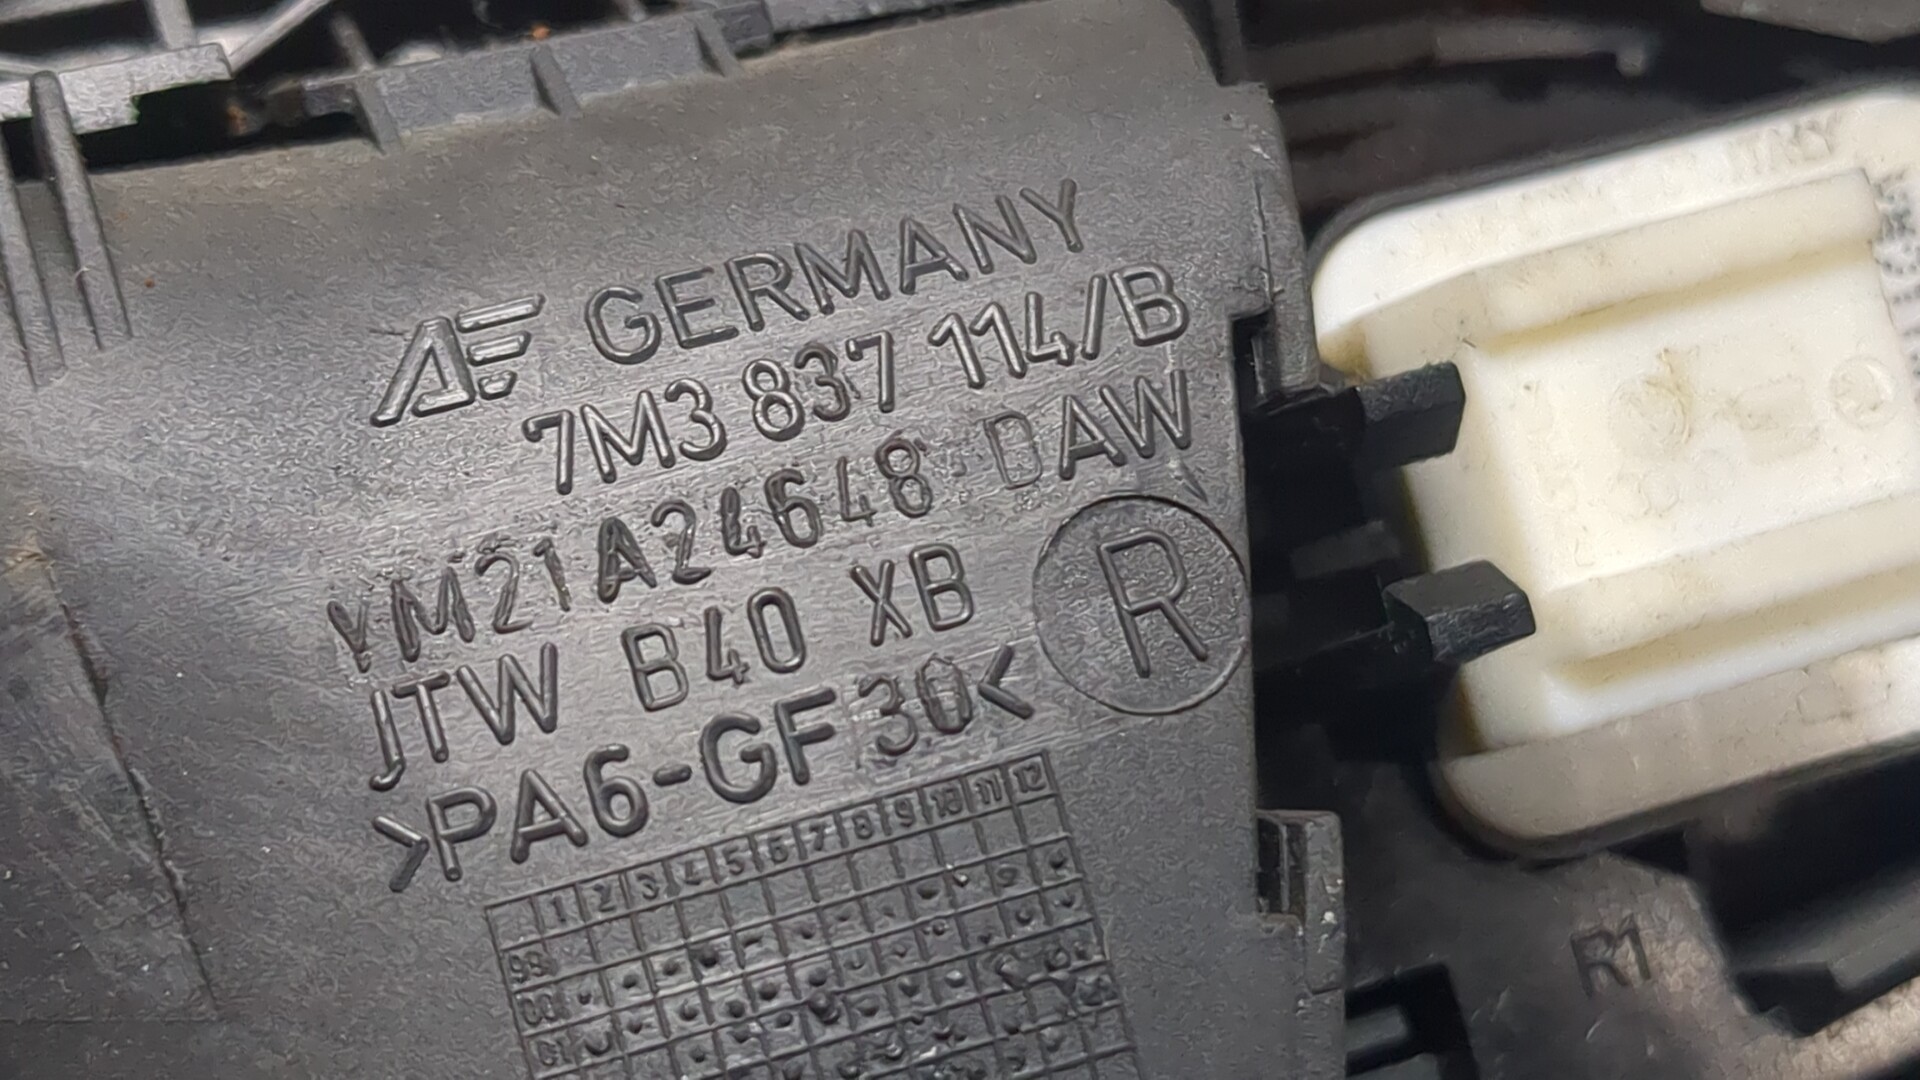 AE GERMANY
7M3 837 114/B
YM21A24648 DAW
JTW B40 XB
R
>PA6-GF30<
1 2 3 4 5 6 7 8 9 10 11 12
99
00
01
R1